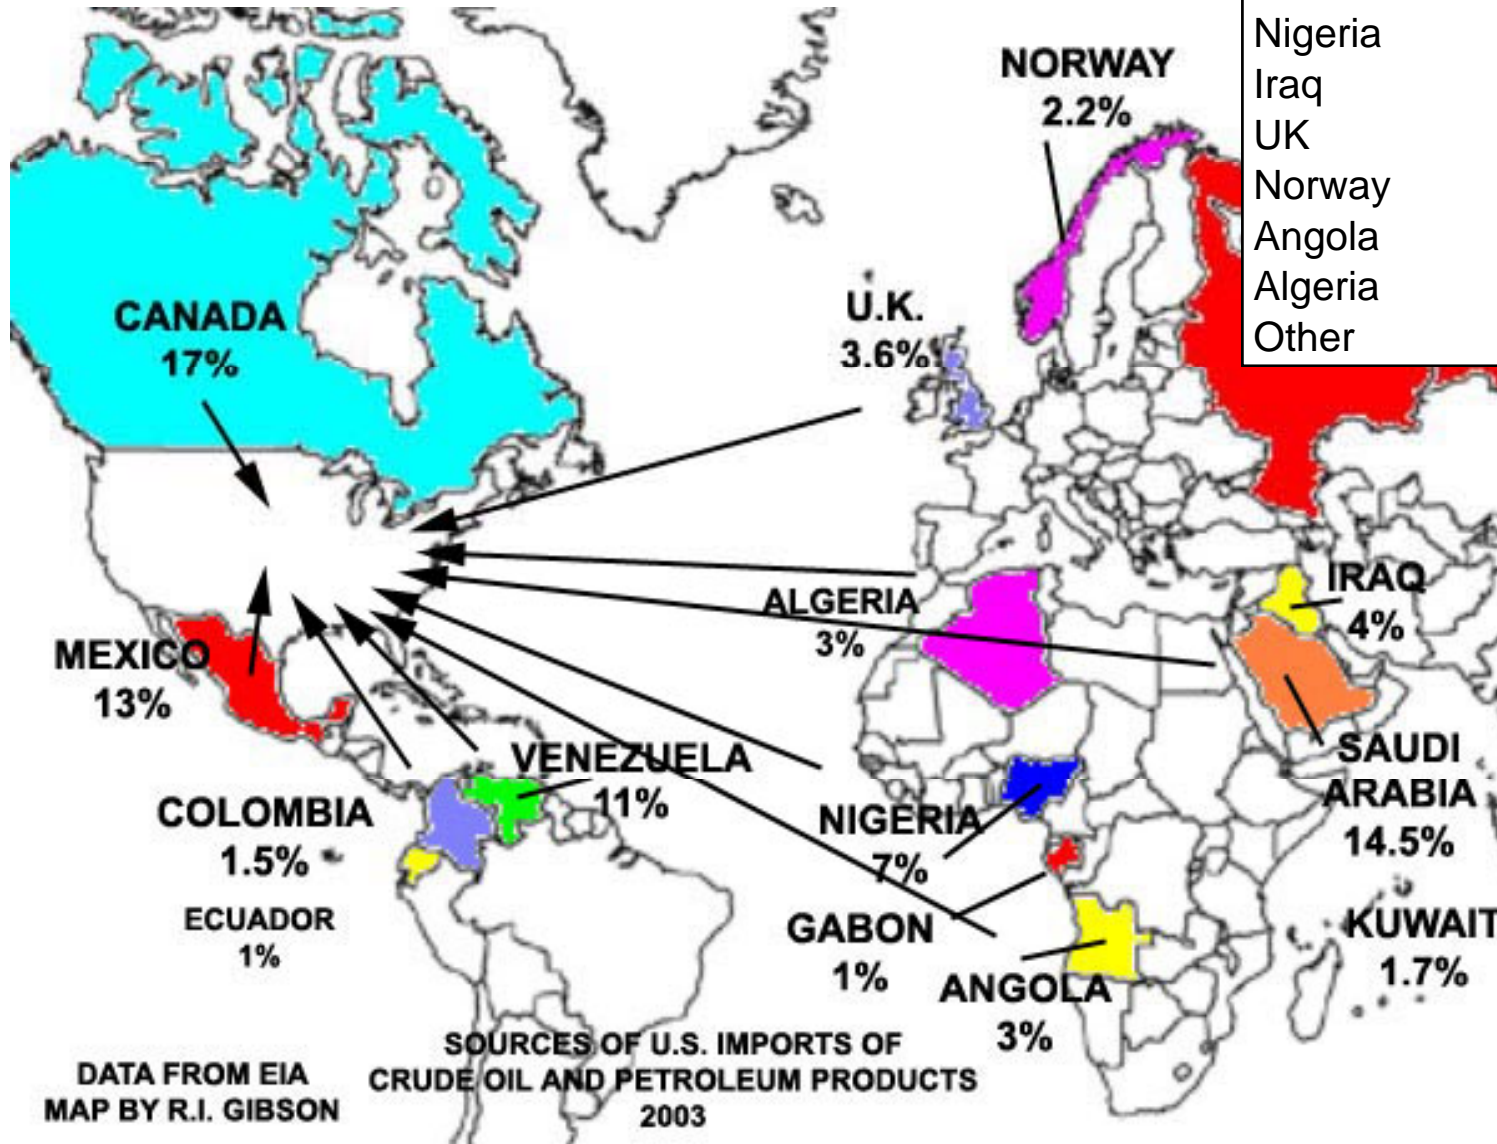 Nigeria
Iraq
UK
Norway
Angola
Algeria
Other
NORWAY
2.2%
U.K.
3.6%
CANADA
17%
ALGERIA
3%
IRAQ
4%
MEXICO
13%
VENEZUELA
11%
SAUDI
ARABIA
14.5%
COLOMBIA
1.5%
NIGERIA
7%
ECUADOR
1%
GABON
1%
KUWAIT
1.7%
ANGOLA
3%
SOURCES OF U.S. IMPORTS OF
CRUDE OIL AND PETROLEUM PRODUCTS
2003
DATA FROM EIA
MAP BY R.I. GIBSON